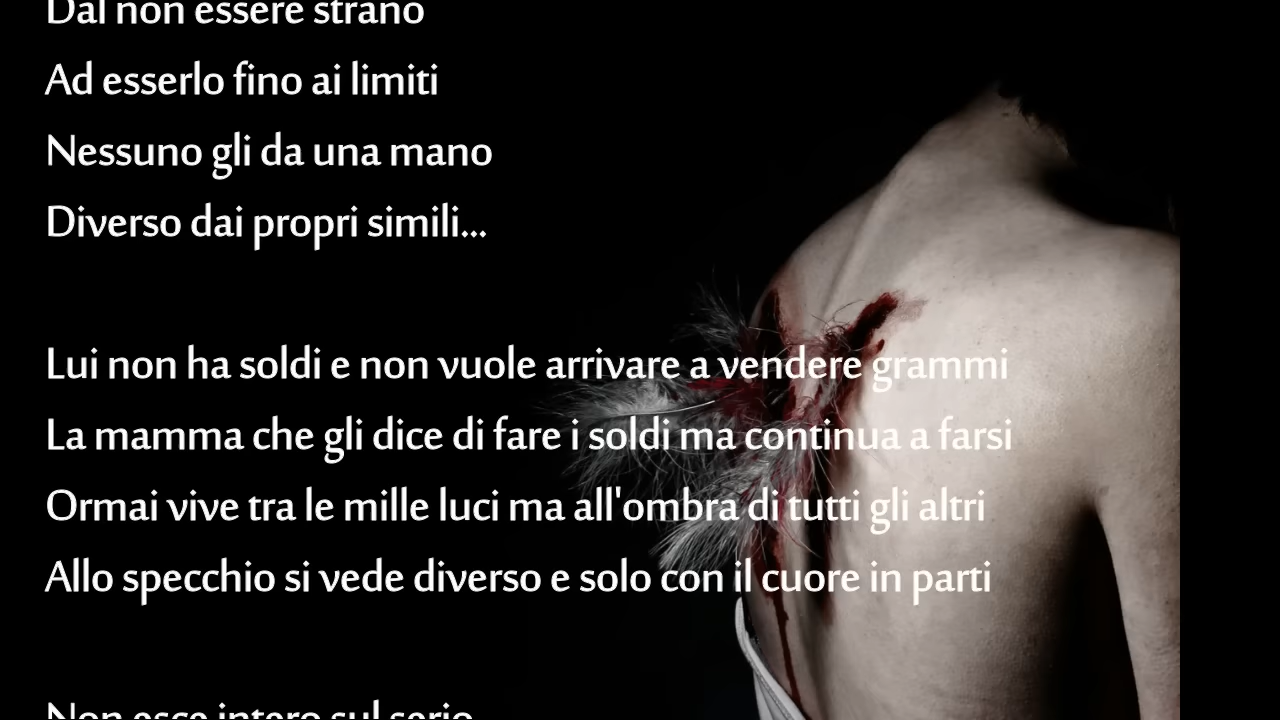 Dal non essere strano
Ad esserlo fino ai limiti
Nessuno gli da una mano
Diverso dai propri simili...
Lui non ha soldi e non vuole arrivare a vendere grammi
La mamma che gli dice di fare i soldi ma continua a farsi
Ormai vive tra le mille luci ma all'ombra di tutti gli altri
Allo specchio si vede diverso e solo con il cuore in parti
Non esce intero sul serio